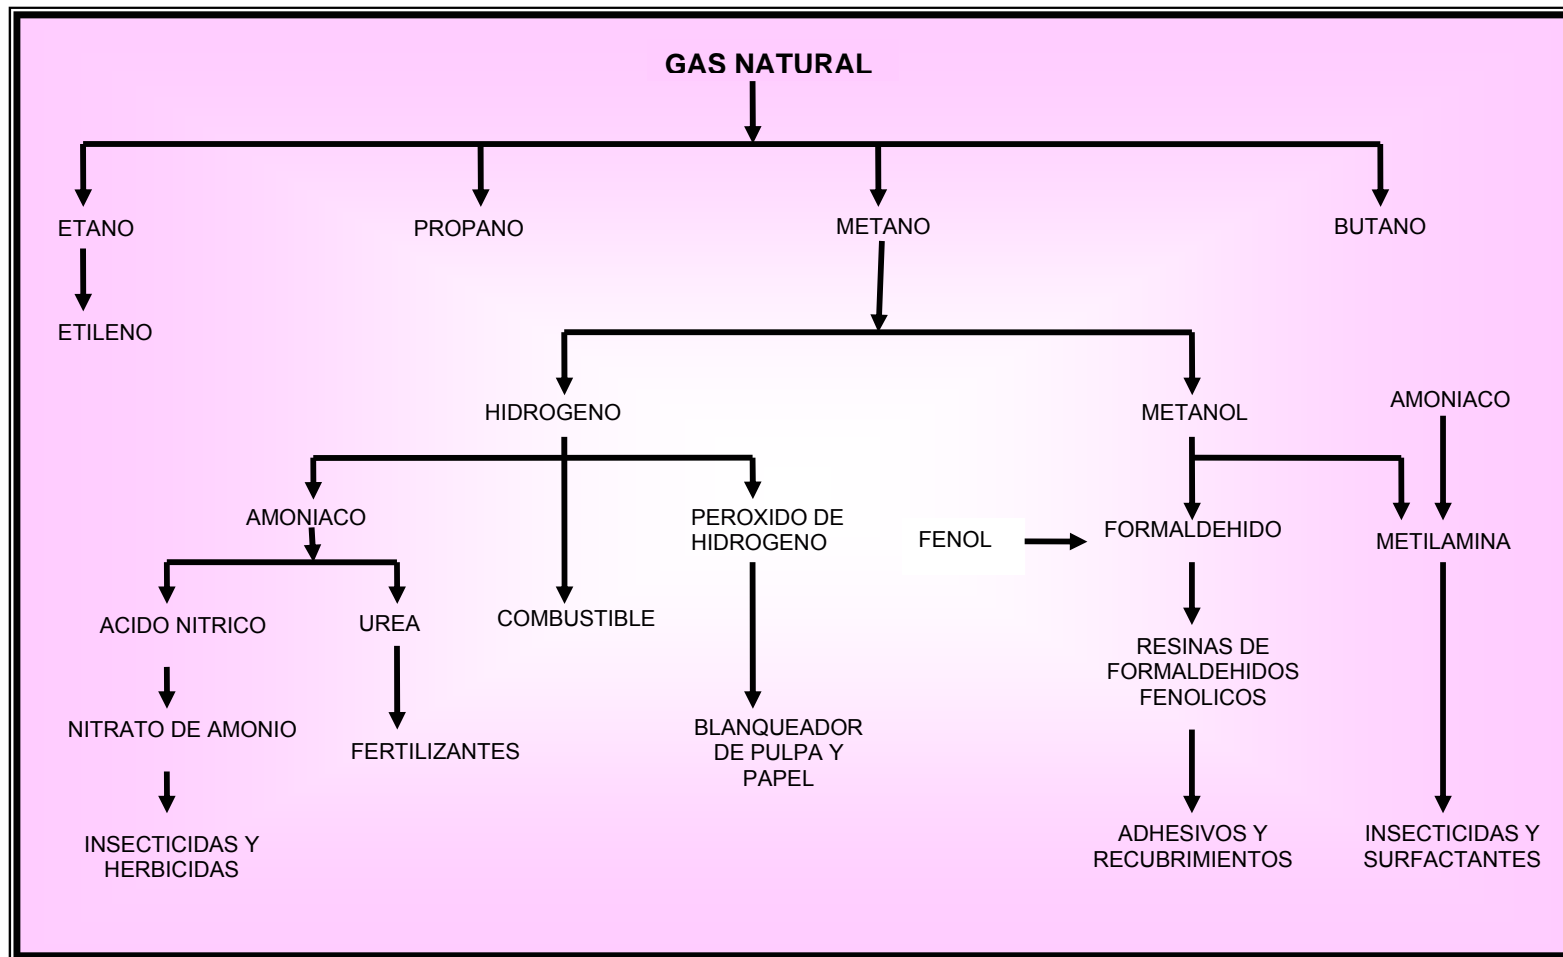 GAS NATURAL
ETANO
PROPANO
METANO
BUTANO
ETILENO
HIDROGENO
METANOL
AMONIACO
AMONIACO
PEROXIDO DE
HIDROGENO
FENOL
FORMALDEHIDO
METILAMINA
ACIDO NITRICO
UREA
COMBUSTIBLE
RESINAS DE
FORMALDEHIDOS
FENOLICOS
NITRATO DE AMONIO
FERTILIZANTES
BLANQUEADOR
DE PULPA Y
PAPEL
INSECTICIDAS Y
HERBICIDAS
ADHESIVOS Y
RECUBRIMIENTOS
INSECTICIDAS Y
SURFACTANTES